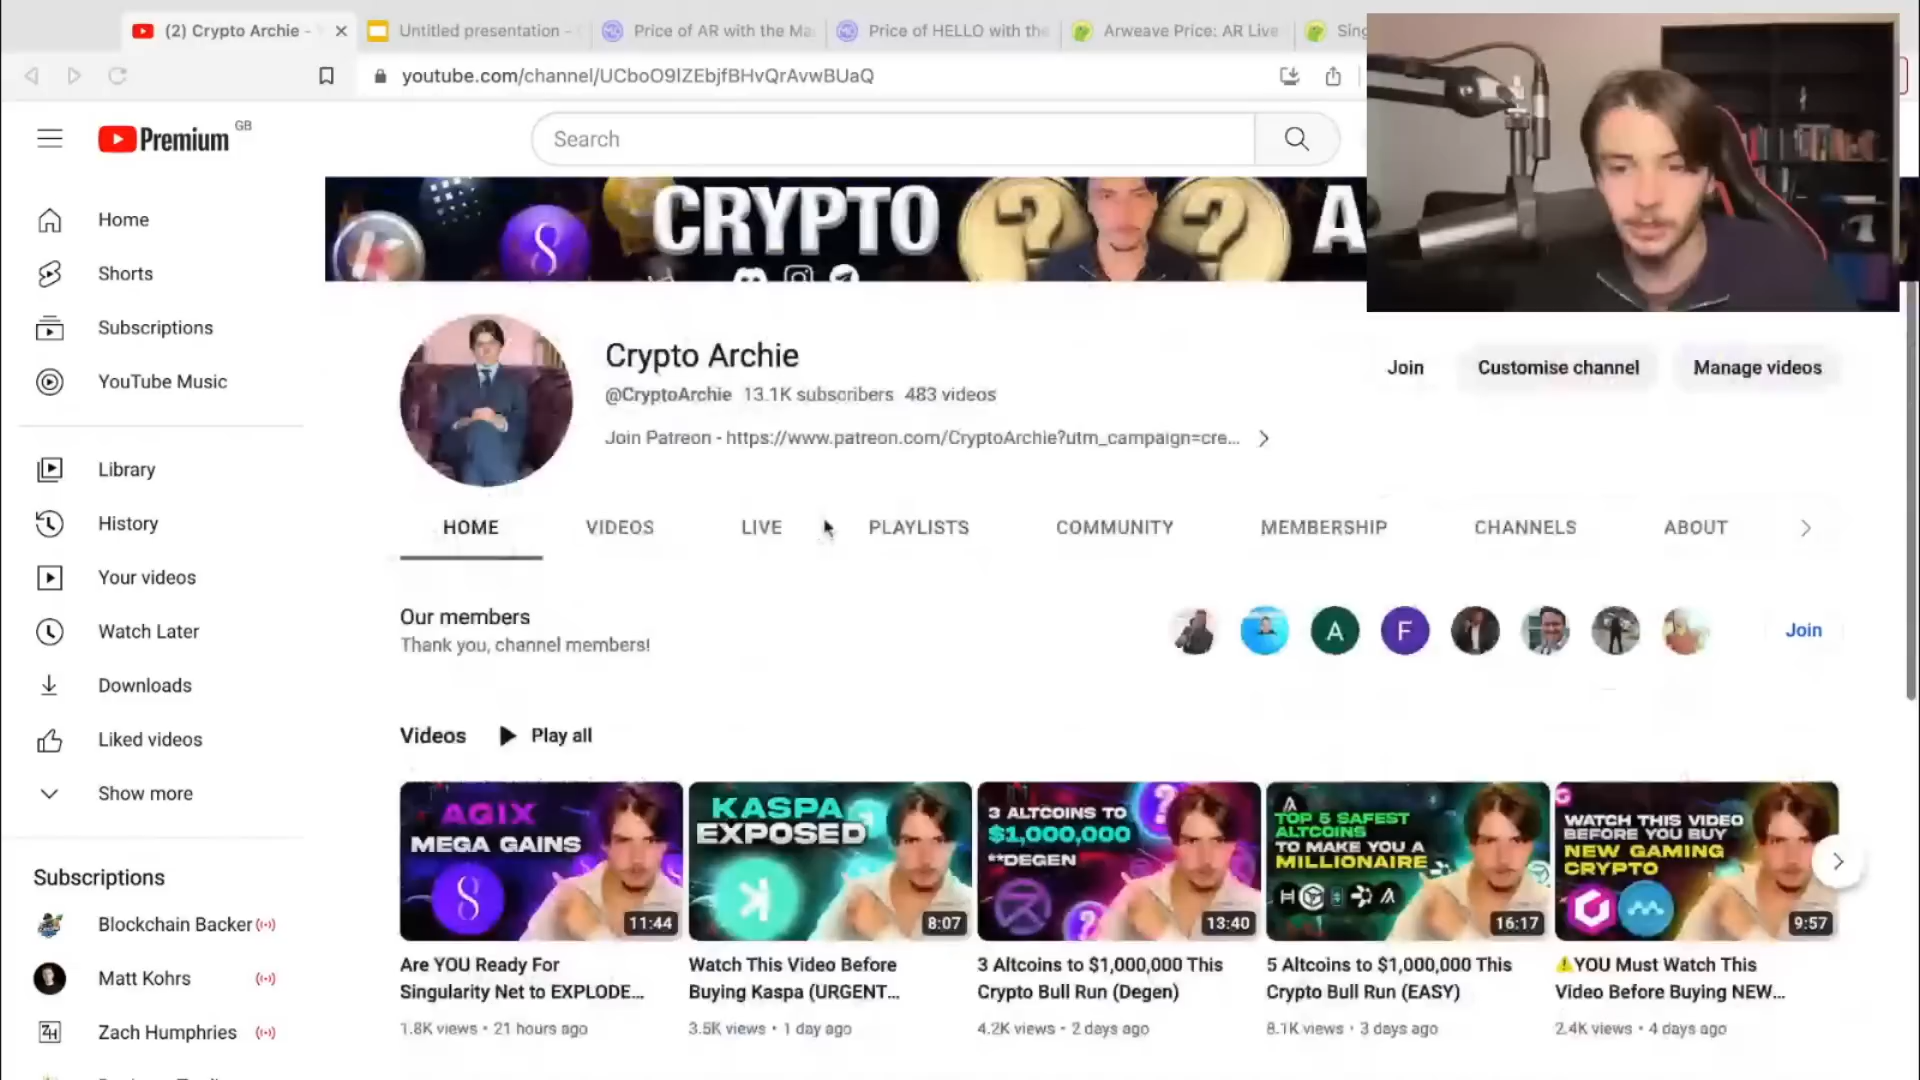 (2) Crypto Archie -
Untitled presentation -
Price of AR with the Ma
Price of HELLO with the
Arweave Price: AR Live
Sing
youtube.com/channel/UCboO9IZEbjfBHvQrAvwBUaQ
Premium
GB
Search
CRYPTO
A
Home
Shorts
Subscriptions
YouTube Music
Library
History
Your videos
Watch Later
Downloads
Liked videos
Show more
Subscriptions
Blockchain Backer
Matt Kohrs
Zach Humphries
Crypto Archie
@CryptoArchie 13.1K subscribers 483 videos
Join Patreon - https://www.patreon.com/CryptoArchie?utm_campaign=cre...
Join
Customise channel
Manage videos
HOME
VIDEOS
LIVE
PLAYLISTS
COMMUNITY
MEMBERSHIP
CHANNELS
ABOUT
Our members
Thank you, channel members!
A
F
Join
Videos
Play all
AGIX
MEGA GAINS
11:44
KASPA
EXPOSED
8:07
3 ALTCOINS TO
$1,000,000
**DEGEN
13:40
TOP 5 SAFEST
ALTCOINS
TO MAKE YOU A
MILLIONAIRE
16:17
WATCH THIS VIDEO
BEFORE YOU BUY
NEW GAMING
CRYPTO
9:57
Are YOU Ready For
Singularity Net to EXPLODE...
1.8K views • 21 hours ago
Watch This Video Before
Buying Kaspa (URGENT...
3.5K views • 1 day ago
3 Altcoins to $1,000,000 This
Crypto Bull Run (Degen)
4.2K views • 2 days ago
5 Altcoins to $1,000,000 This
Crypto Bull Run (EASY)
8.1K views • 3 days ago
⚠YOU Must Watch This
Video Before Buying NEW...
2.4K views • 4 days ago